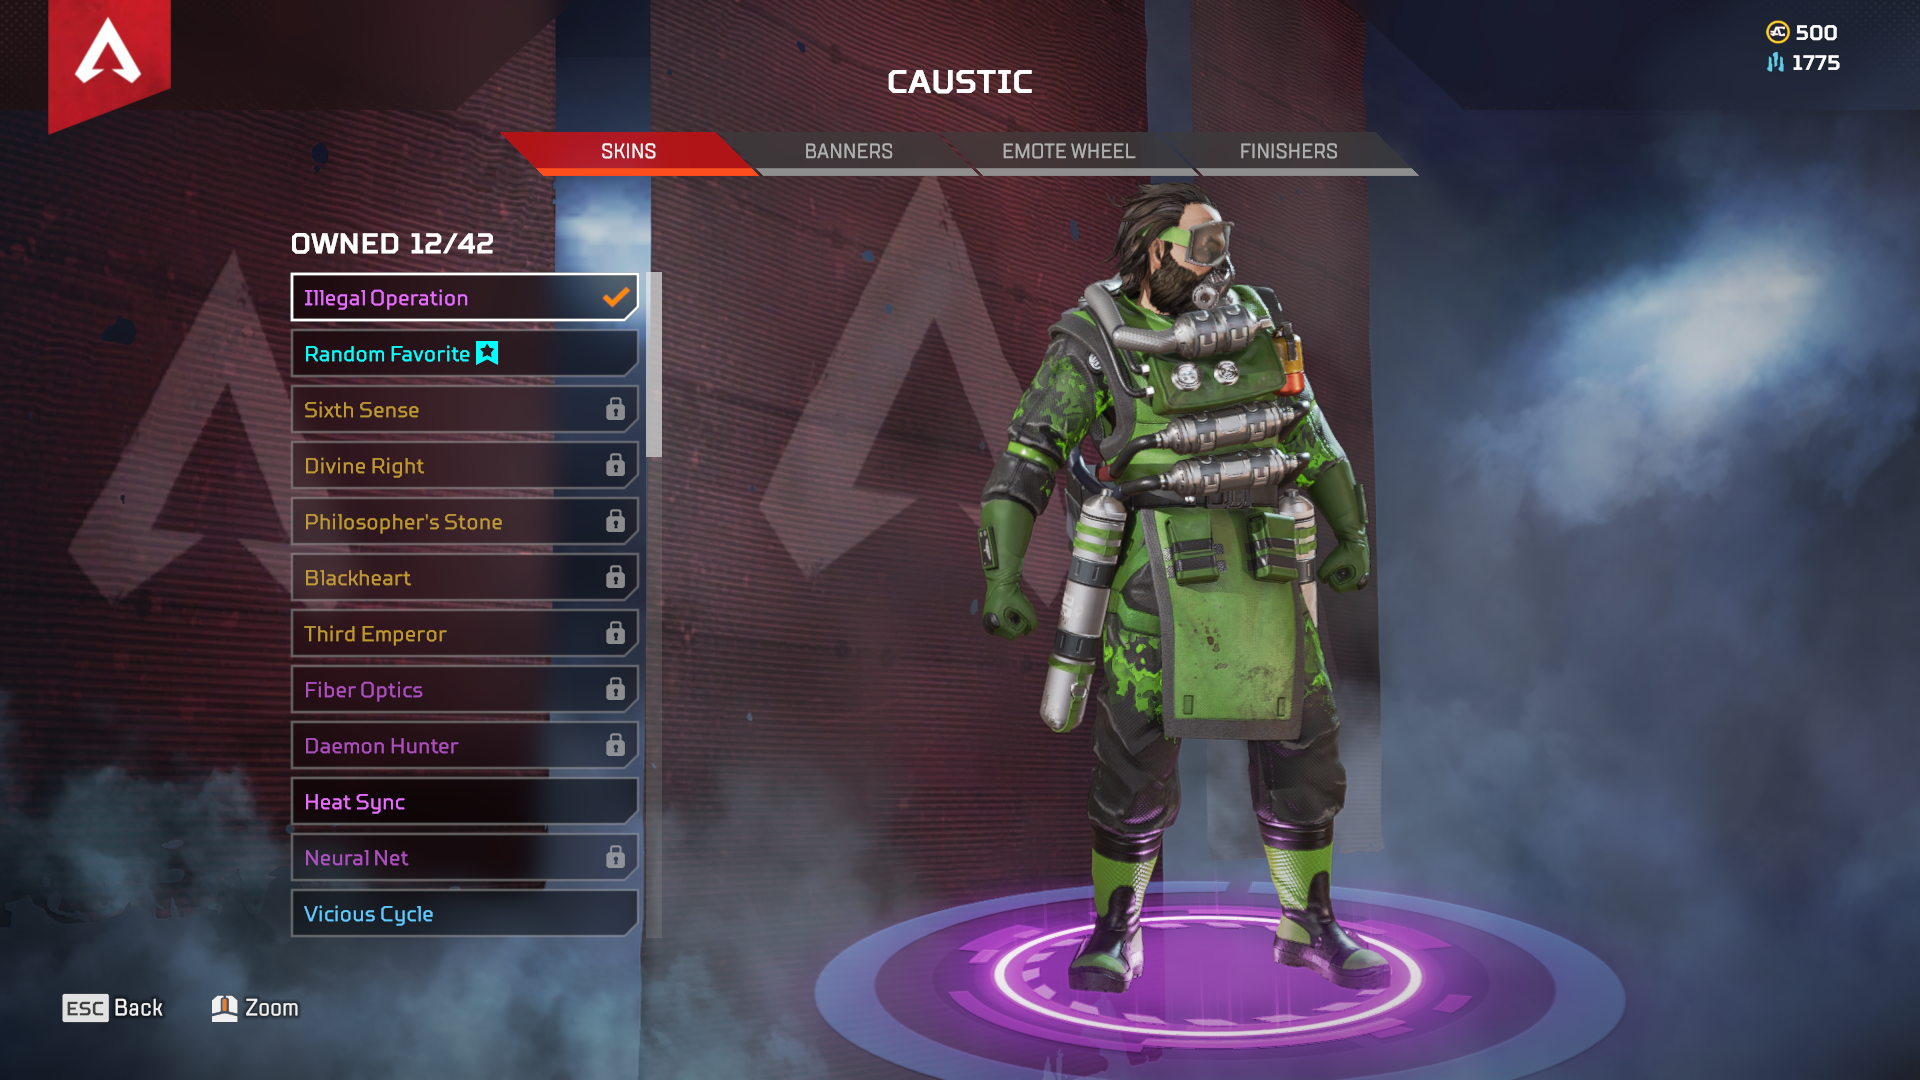 500
1775
CAUSTIC
SKINS
BANNERS
EMOTE WHEEL
FINISHERS
OWNED 12/42
Illegal Operation
Random Favorite
Sixth Sense
Divine Right
Philosopher's Stone
Blackheart
Third Emperor
Fiber Optics
Daemon Hunter
Heat Sync
Neural Net
Vicious Cycle
ESC Back
Zoom